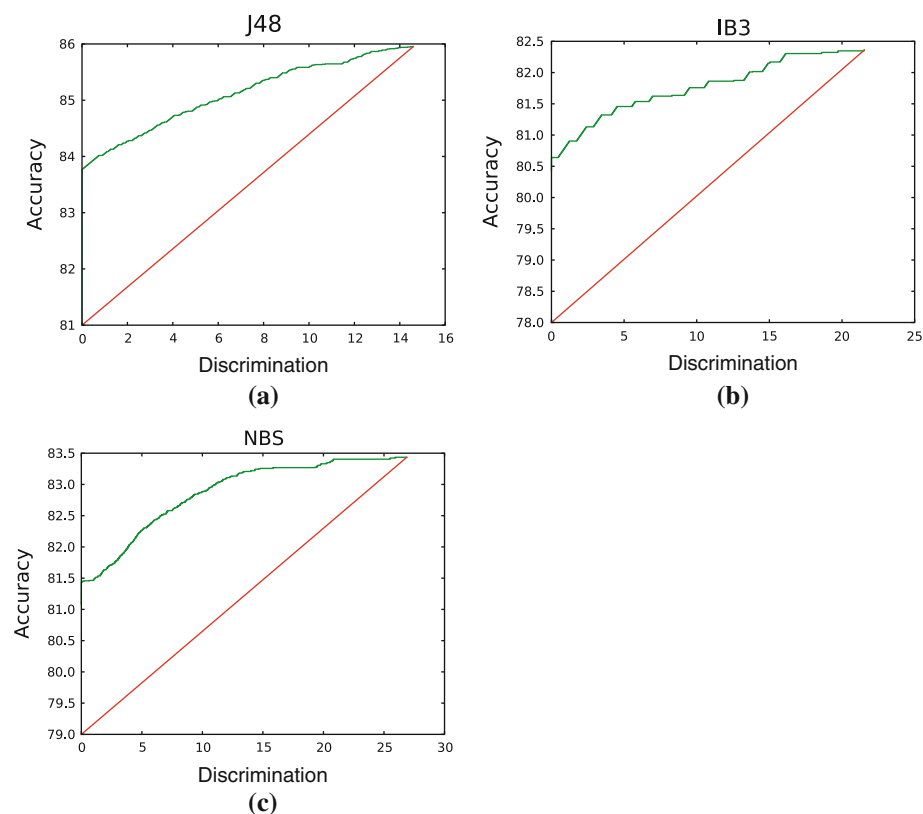 J48
86
85
84
83
82
81
Accuracy
0 2 4 6 8 10 12 14 16
Discrimination
(a)
IB3
82.5
82.0
81.5
81.0
80.5
80.0
79.5
79.0
78.5
78.0
Accuracy
0 5 10 15 20 25
Discrimination
(b)
NBS
83.5
83.0
82.5
82.0
81.5
81.0
80.5
80.0
79.5
79.0
Accuracy
0 5 10 15 20 25 30
Discrimination
(c)